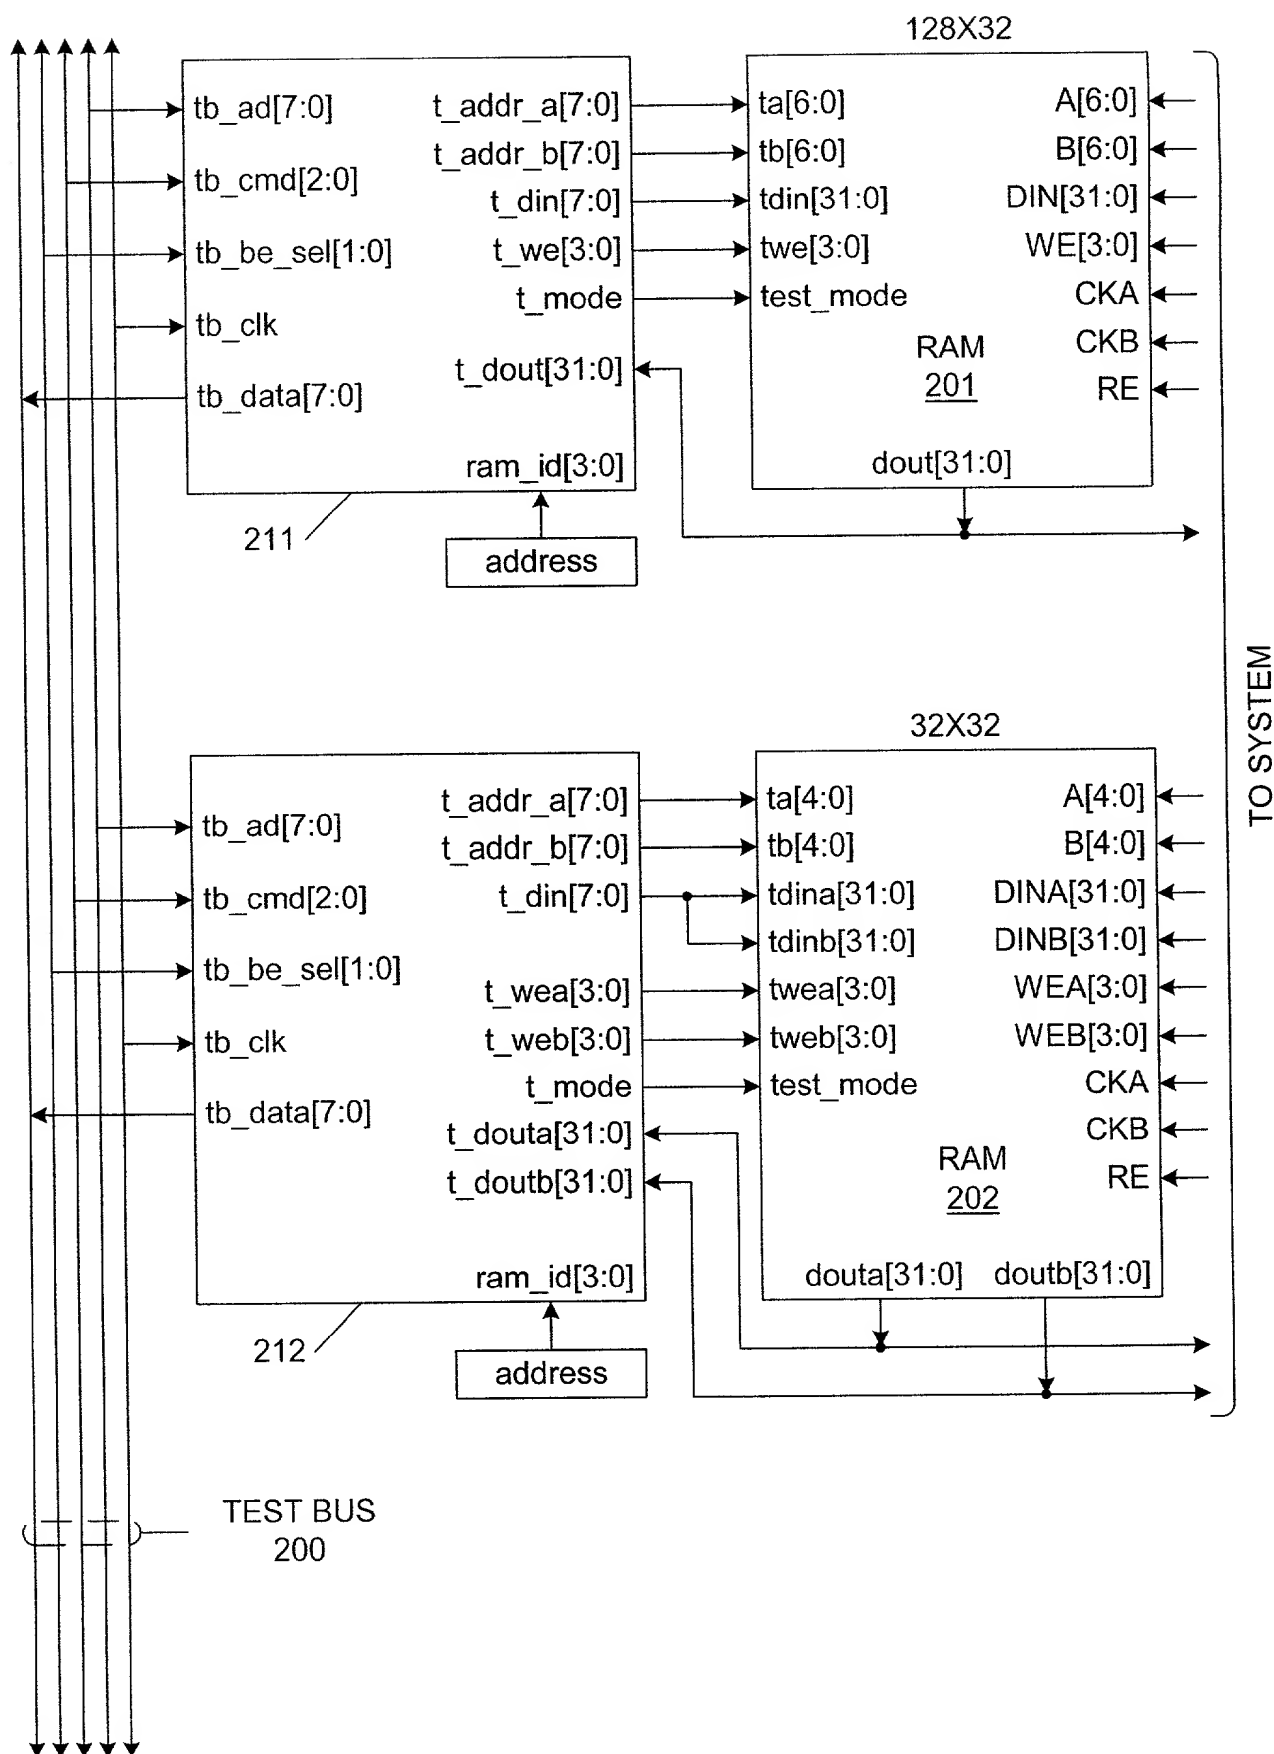 128X32
tb_ad[7:0]
tb_cmd[2:0]
tb_be_sel[1:0]
tb_clk
tb_data[7:0]
t_addr_a[7:0]
t_addr_b[7:0]
t_din[7:0]
t_we[3:0]
t_mode
t_dout[31:0]
ram_id[3:0]
211
address
ta[6:0]
tb[6:0]
tdin[31:0]
twe[3:0]
test_mode
A[6:0]
B[6:0]
DIN[31:0]
WE[3:0]
CKA
CKB
RE
RAM
201
dout[31:0]
TO SYSTEM
32X32
tb_ad[7:0]
tb_cmd[2:0]
tb_be_sel[1:0]
tb_clk
tb_data[7:0]
t_addr_a[7:0]
t_addr_b[7:0]
t_din[7:0]
t_wea[3:0]
t_web[3:0]
t_mode
t_douta[31:0]
t_doutb[31:0]
ram_id[3:0]
212
address
ta[4:0]
tb[4:0]
tdina[31:0]
tdinb[31:0]
twea[3:0]
tweb[3:0]
test_mode
A[4:0]
B[4:0]
DINA[31:0]
DINB[31:0]
WEA[3:0]
WEB[3:0]
CKA
CKB
RE
RAM
202
douta[31:0] doutb[31:0]
TEST BUS
200